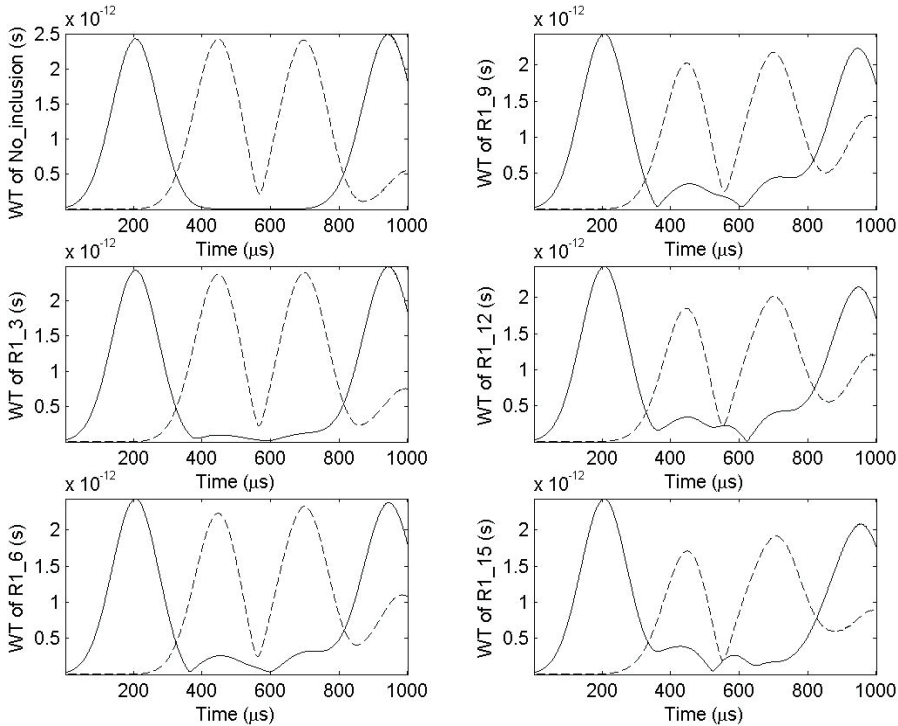 x 10^-12
2.5
2
1.5
1
0.5
200 400 600 800 1000
WT of No_inclusion (s)
Time (μs)
x 10^-12
2
1.5
1
0.5
200 400 600 800 1000
WT of R1_9 (s)
Time (μs)
x 10^-12
2
1.5
1
0.5
200 400 600 800 1000
WT of R1_3 (s)
Time (μs)
x 10^-12
2
1.5
1
0.5
200 400 600 800 1000
WT of R1_12 (s)
Time (μs)
x 10^-12
2
1.5
1
0.5
200 400 600 800 1000
WT of R1_6 (s)
Time (μs)
x 10^-12
2
1.5
1
0.5
200 400 600 800 1000
WT of R1_15 (s)
Time (μs)